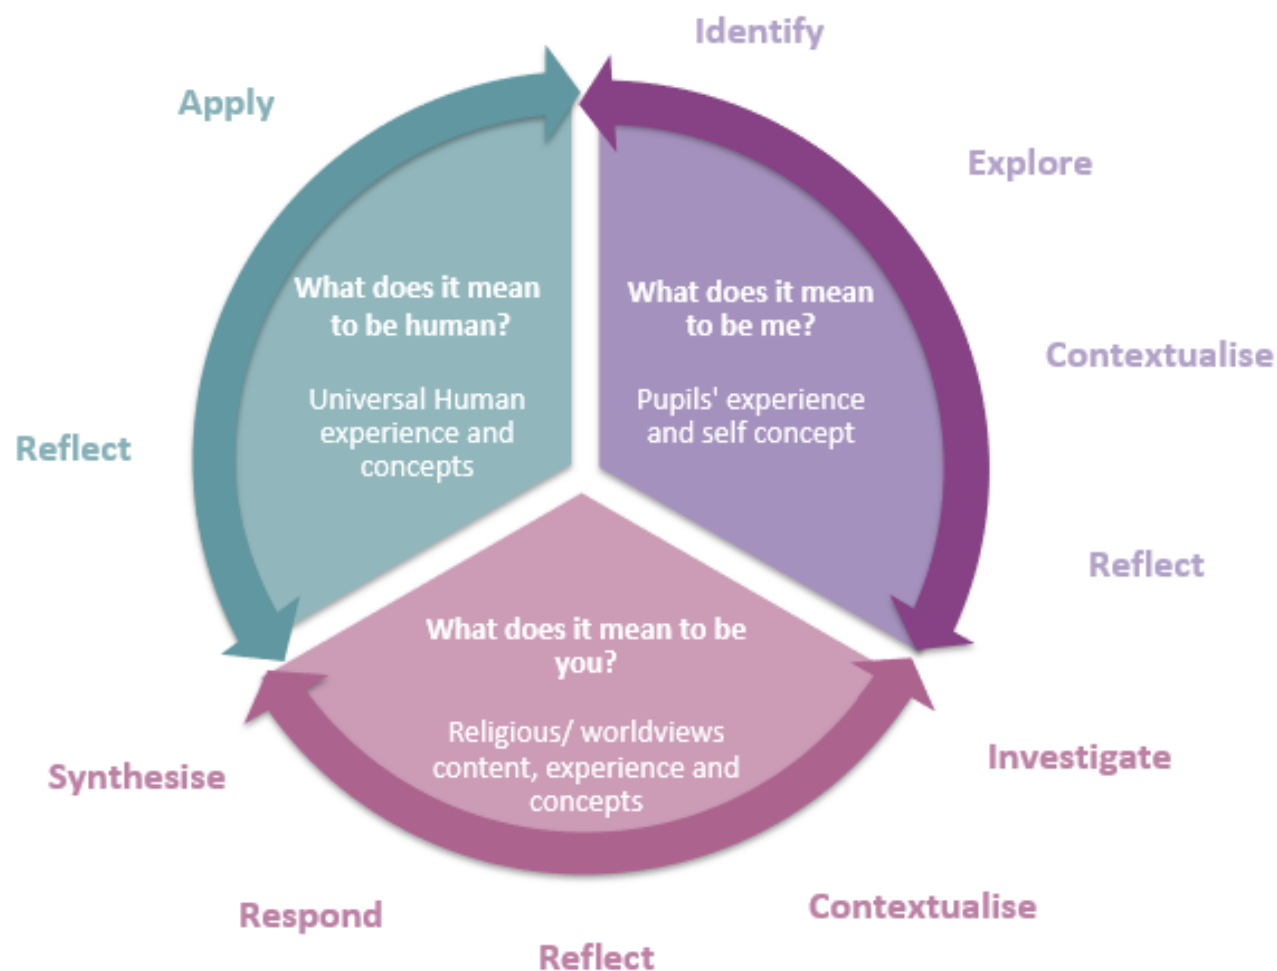 Identify
Apply
Explore
What does it mean
to be human?
Universal Human
experience and
concepts
What does it mean
to be me?
Pupils' experience
and self concept
Contextualise
Reflect
Reflect
What does it mean to be
you?
Religious/ worldviews
content, experience and
concepts
Investigate
Synthesise
Contextualise
Respond
Reflect